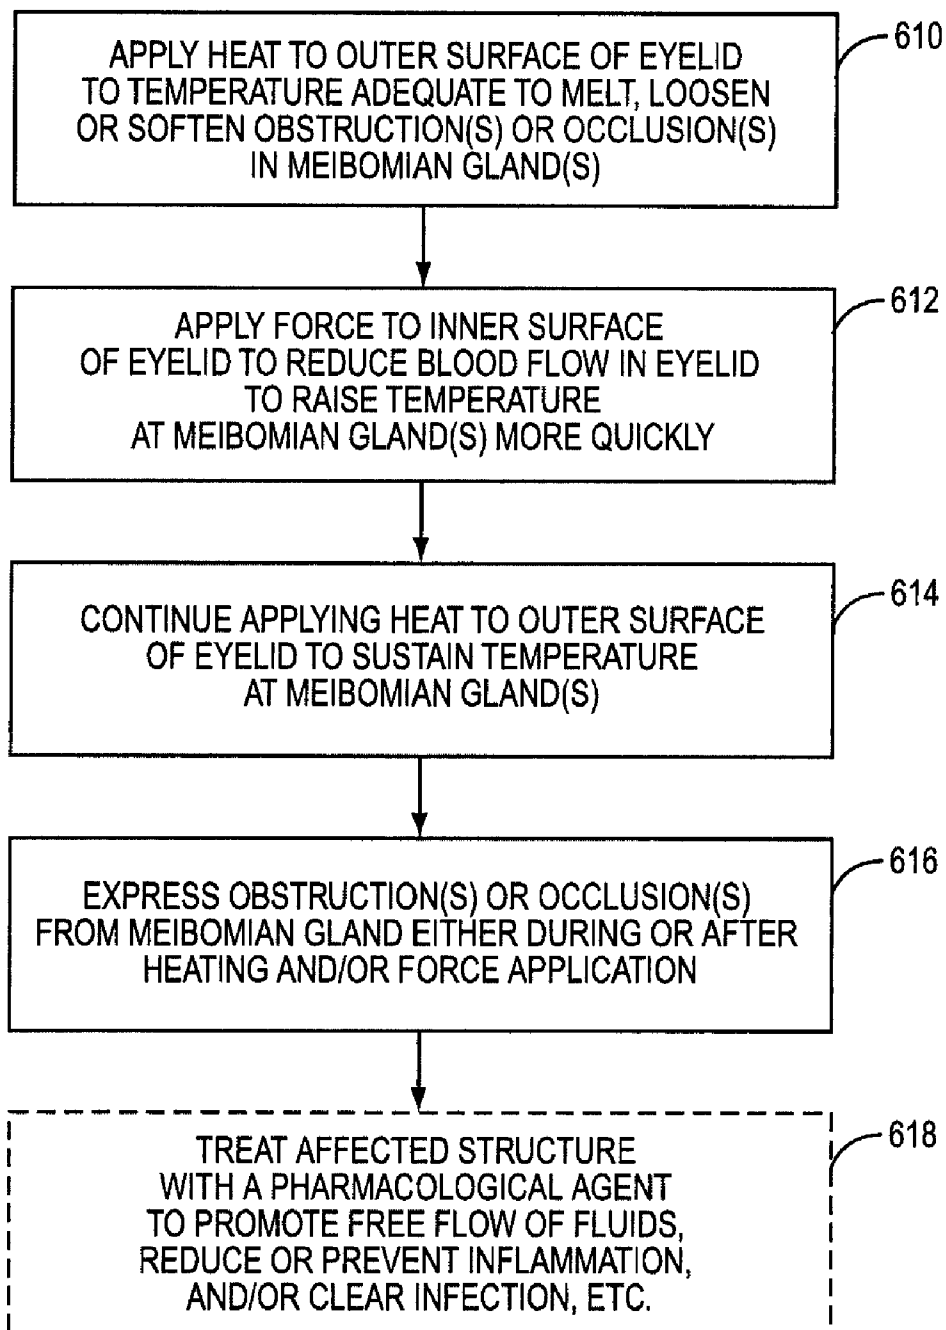 APPLY HEAT TO OUTER SURFACE OF EYELID
TO TEMPERATURE ADEQUATE TO MELT, LOOSEN
OR SOFTEN OBSTRUCTION(S) OR OCCLUSION(S)
IN MEIBOMIAN GLAND(S)
610
APPLY FORCE TO INNER SURFACE
OF EYELID TO REDUCE BLOOD FLOW IN EYELID
TO RAISE TEMPERATURE
AT MEIBOMIAN GLAND(S) MORE QUICKLY
612
CONTINUE APPLYING HEAT TO OUTER SURFACE
OF EYELID TO SUSTAIN TEMPERATURE
AT MEIBOMIAN GLAND(S)
614
EXPRESS OBSTRUCTION(S) OR OCCLUSION(S)
FROM MEIBOMIAN GLAND EITHER DURING OR AFTER
HEATING AND/OR FORCE APPLICATION
616
TREAT AFFECTED STRUCTURE
WITH A PHARMACOLOGICAL AGENT
TO PROMOTE FREE FLOW OF FLUIDS,
REDUCE OR PREVENT INFLAMMATION,
AND/OR CLEAR INFECTION, ETC.
618